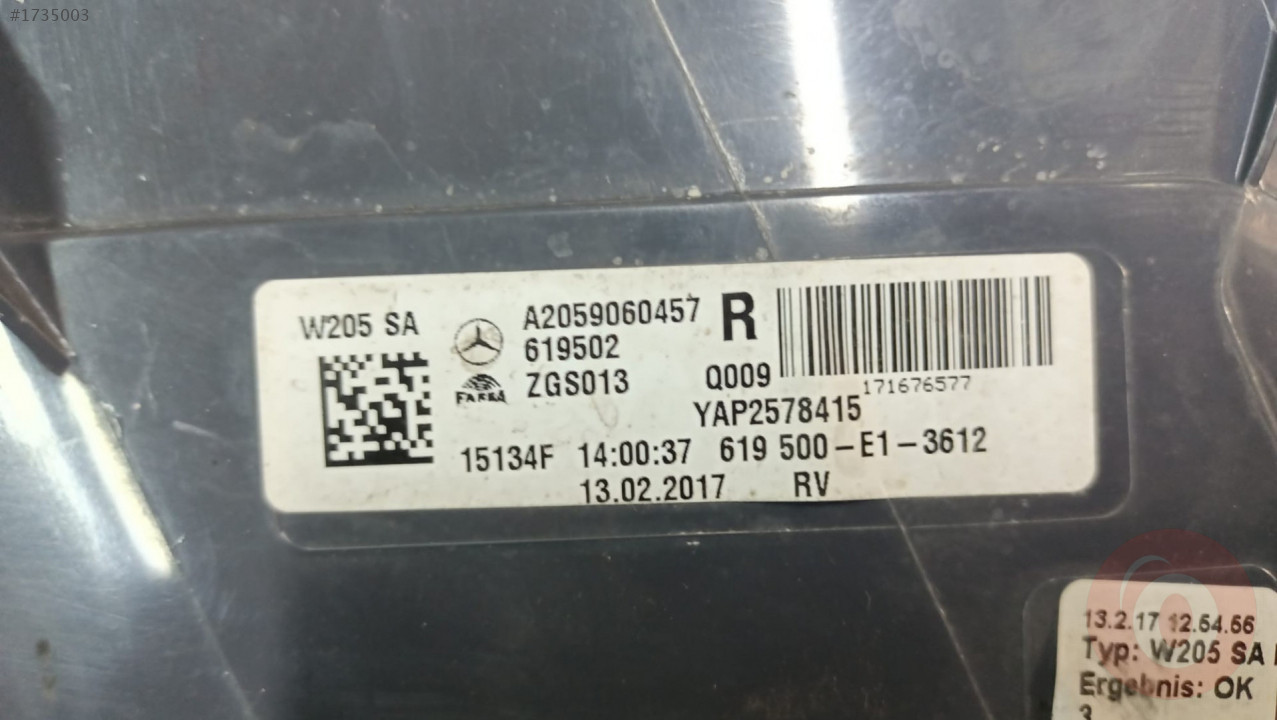 #1735003
W205 SA
A2059060457 R
619502
FARBA ZGS013 Q009
171676577
YAP2578415
15134F 14:00:37 619 500-E1-3612
13.02.2017 RV
13.2.17 12.54.56
Typ: W205 SA
Ergebnis: OK
3